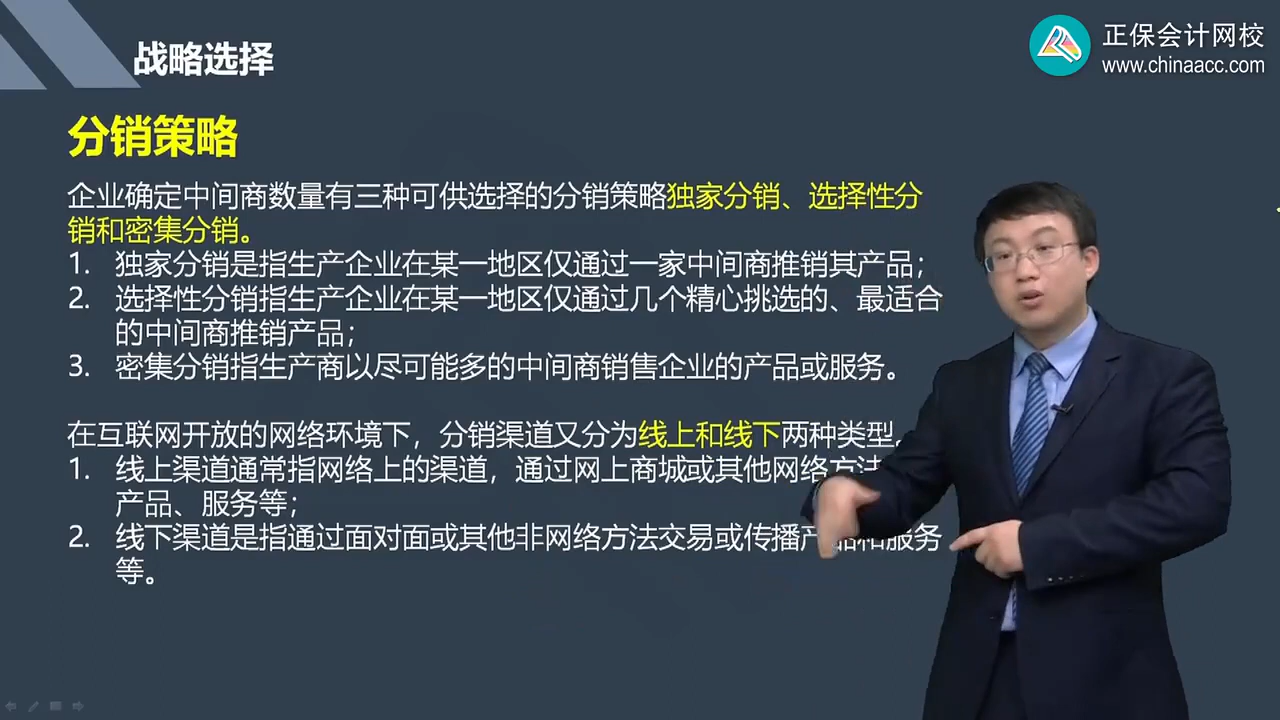 战略选择
正保会计网校
www.chinaacc.com
分销策略
企业确定中间商数量有三种可供选择的分销策略独家分销、选择性分
销和密集分销。
1. 独家分销是指生产企业在某一地区仅通过一家中间商推销其产品；
2. 选择性分销指生产企业在某一地区仅通过几个精心挑选的、最适合
的中间商推销产品；
3. 密集分销指生产商以尽可能多的中间商销售企业的产品或服务。
在互联网开放的网络环境下，分销渠道又分为线上和线下两种类型。
1. 线上渠道通常指网络上的渠道，通过网上商城或其他网络方法
产品、服务等；
2. 线下渠道是指通过面对面或其他非网络方法交易或传播产品和服务
等。